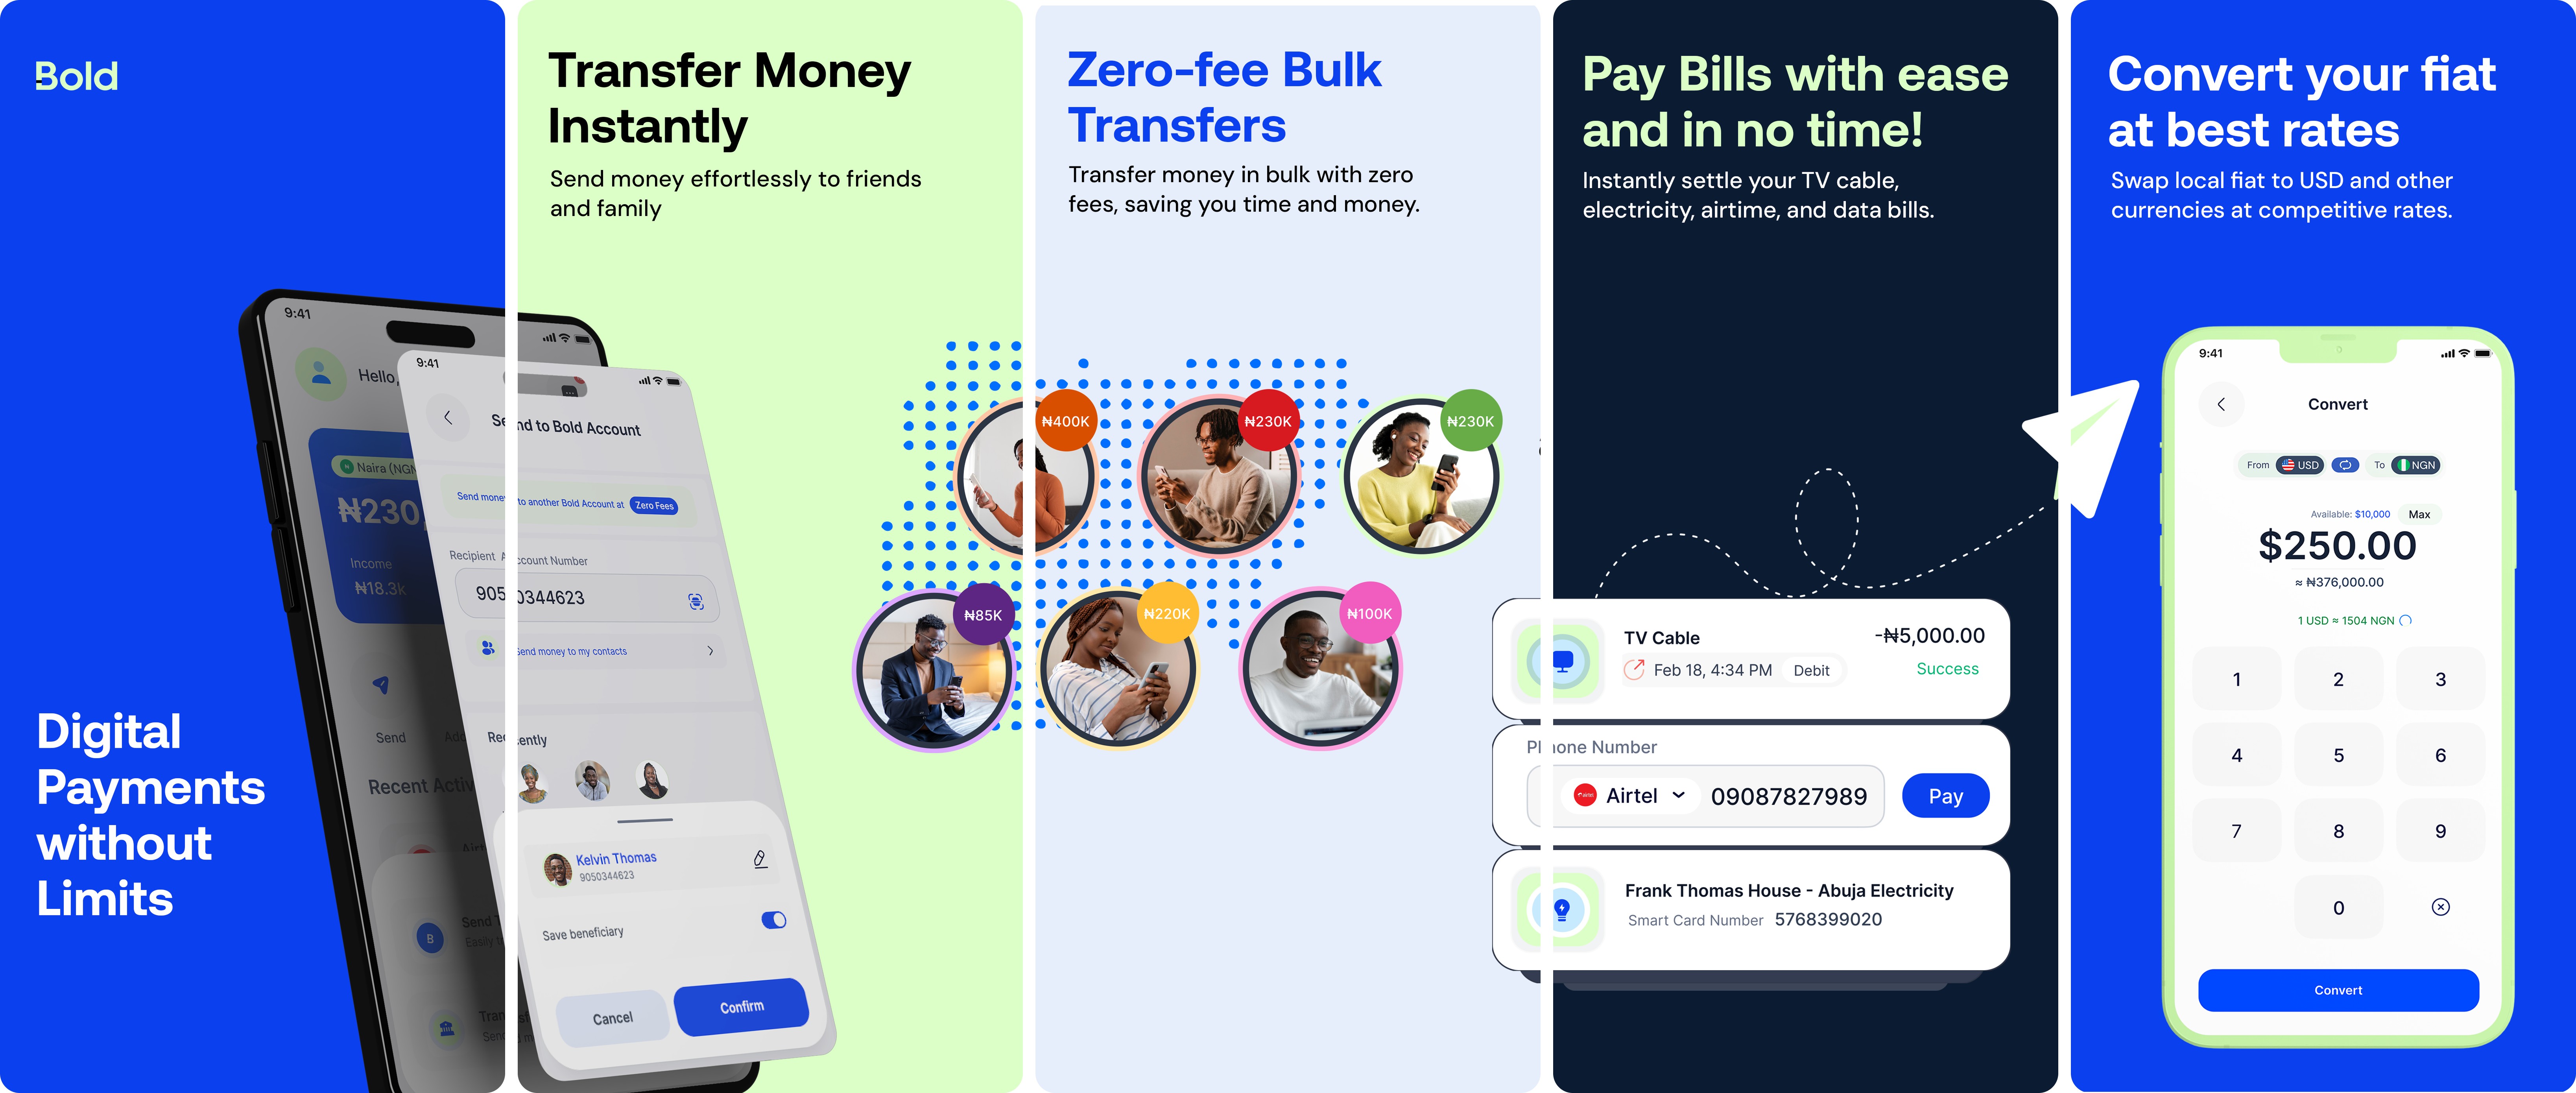 Bold
Digital
Payments
without
Limits
9:41
Hello,
Naira (NGN
₦230,
Income
₦18.3k
Send
Recent Activ
9:41
Send to Bold Account
Send money to another Bold Account at Zero Fees
Recipient Account Number
9050344623
Send money to my contacts
Recently
Kelvin Thomas
9050344623
Save beneficiary
Cancel
Confirm
B
Transfer Money
Instantly
Send money effortlessly to friends
and family
₦85K
Zero-fee Bulk
Transfers
Transfer money in bulk with zero
fees, saving you time and money.
₦400K
₦230K
₦230K
₦220K
₦100K
Pay Bills with ease
and in no time!
Instantly settle your TV cable,
electricity, airtime, and data bills.
TV Cable
-₦5,000.00
Feb 18, 4:34 PM Debit
Success
Phone Number
airtel Airtel 09087827989 Pay
Frank Thomas House - Abuja Electricity
Smart Card Number 5768399020
Convert your fiat
at best rates
Swap local fiat to USD and other
currencies at competitive rates.
9:41
Convert
From USD To NGN
Available: $10,000 Max
$250.00
≈ ₦376,000.00
1 USD ≈ 1504 NGN
1 2 3
4 5 6
7 8 9
0
Convert